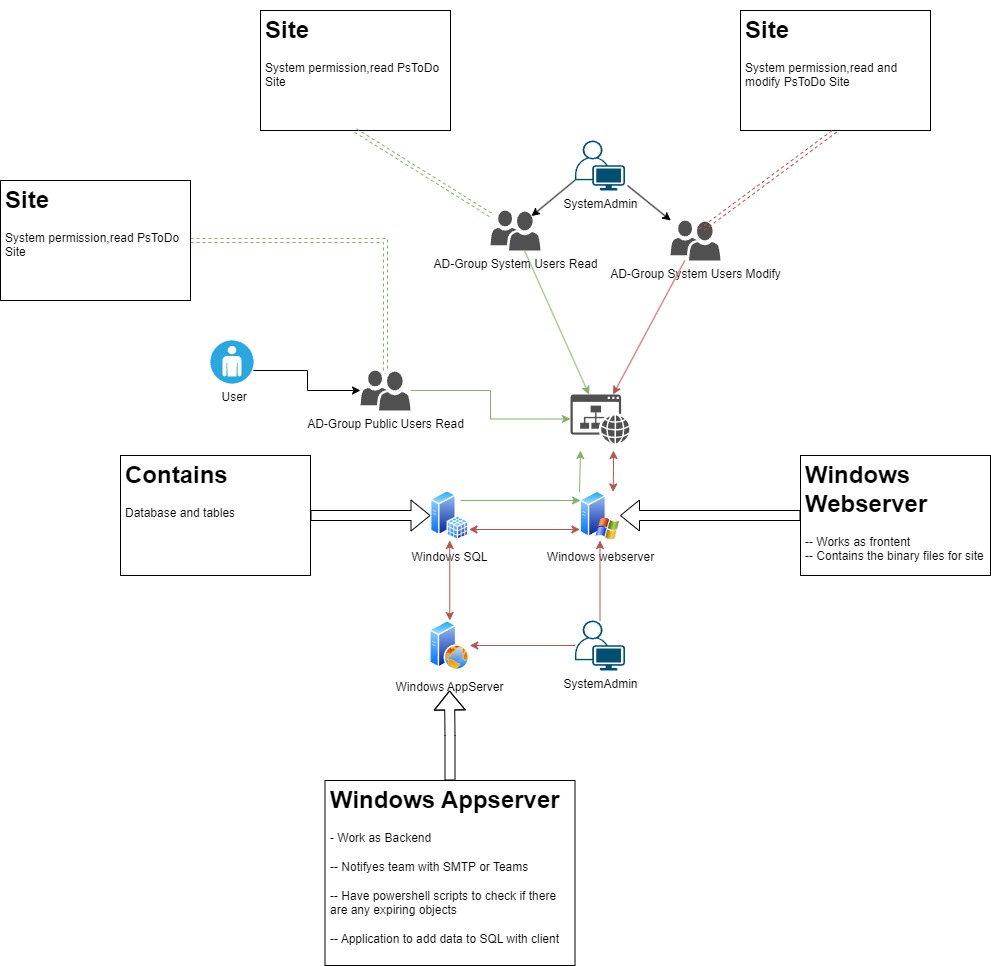 Site
System permission,read PsToDo
Site
Site
System permission,read and
modify PsToDo Site
SystemAdmin
Site
System permission,read PsToDo
Site
AD-Group System Users Read
AD-Group System Users Modify
User
AD-Group Public Users Read
Contains
Database and tables
Windows
Webserver
-- Works as frontent
-- Contains the binary files for site
Windows SQL
Windows webserver
Windows AppServer
SystemAdmin
Windows Appserver
- Work as Backend
-- Notifyes team with SMTP or Teams
-- Have powershell scripts to check if there
are any expiring objects
-- Application to add data to SQL with client